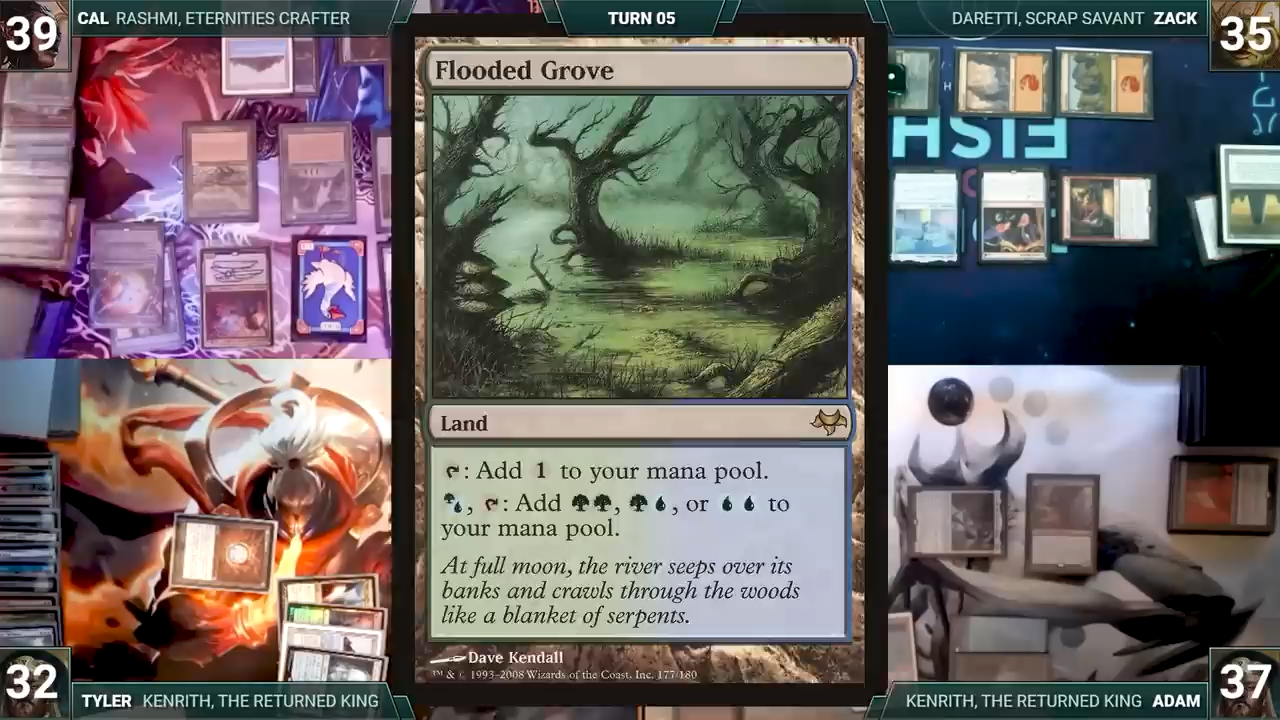 39
CAL RASHMI, ETERNITIES CRAFTER
TURN 05
DARETTI, SCRAP SAVANT ZACK
35
Flooded Grove
Land
: Add 1 to your mana pool.
, : Add , , or to
your mana pool.
At full moon, the river seeps over its
banks and crawls through the woods
like a blanket of serpents.
Dave Kendall
™ & © 1993-2008 Wizards of the Coast, Inc. 177/180
32
TYLER KENRITH, THE RETURNED KING
KENRITH, THE RETURNED KING ADAM
37